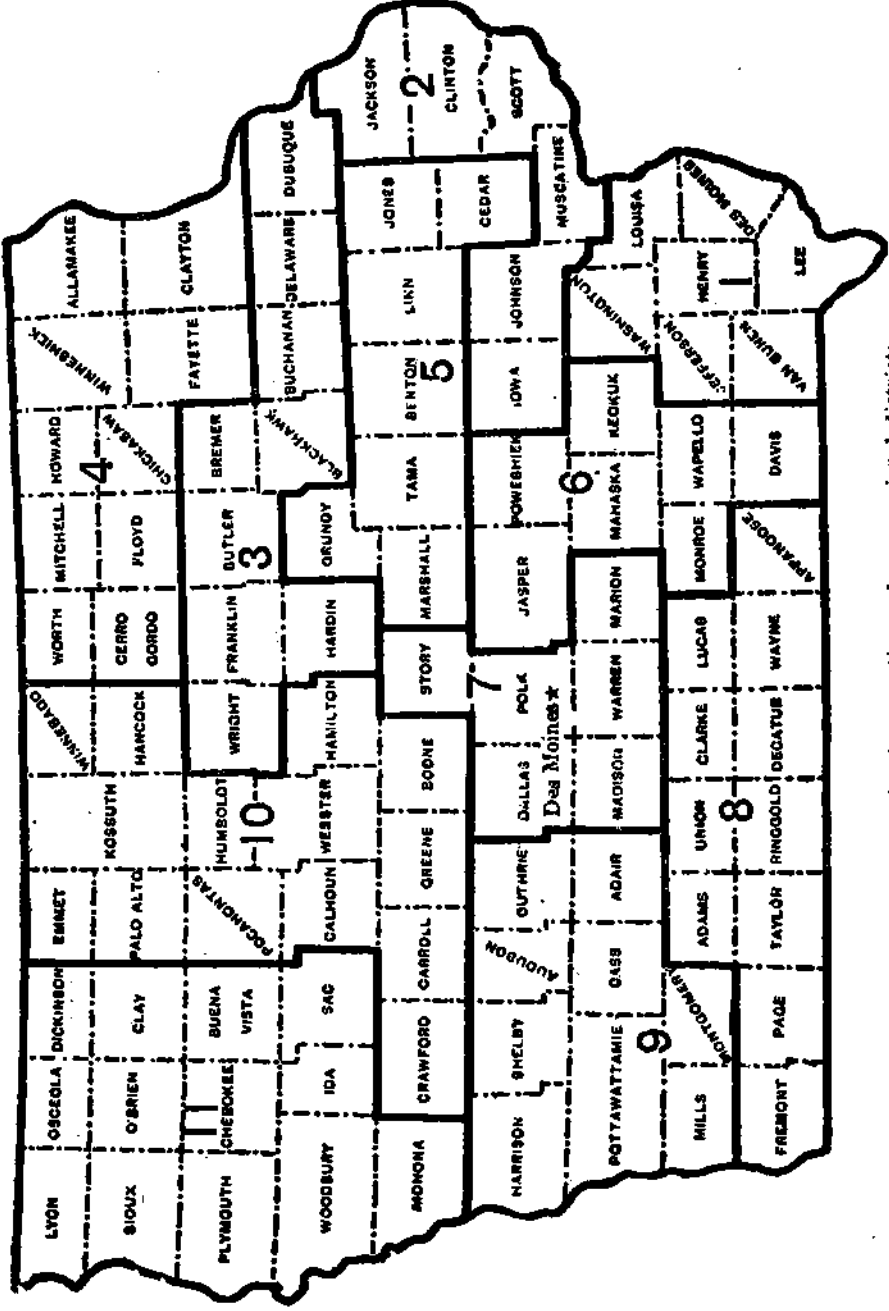 LYON
OSCEOLA
DICKINSON
EMMET
KOSSUTH
WINNEBAGO
WORTH
MITCHELL
HOWARD
WINNESHIEK
ALLAMAKEE
SIOUX
O'BRIEN
CLAY
PALO ALTO
HANCOCK
CERRO
GORDO
FLOYD
4
CHICKASAW
FAYETTE
CLAYTON
PLYMOUTH
11
CHEROKEE
BUENA
VISTA
POCAHONTAS
HUMBOLDT
10
WRIGHT
FRANKLIN
BUTLER
3
BREMER
BLACKHAWK
BUCHANAN
DELAWARE
DUBUQUE
WOODBURY
IDA
SAC
CALHOUN
WEBSTER
HAMILTON
HARDIN
GRUNDY
MONONA
CRAWFORD
CARROLL
GREENE
BOONE
STORY
MARSHALL
TAMA
BENTON
5
LINN
JONES
JACKSON
2
CLINTON
CEDAR
SCOTT
HARRISON
SHELBY
AUDUBON
GUTHRIE
DALLAS
7
POLK
Des Moines★
JASPER
POWESHIEK
IOWA
JOHNSON
MUSCATINE
POTTAWATTAMIE
CASS
ADAIR
MADISON
WARREN
MARION
6
MAHASKA
KEOKUK
WASHINGTON
LOUISA
9
MILLS
MONTGOMERY
ADAMS
UNION
CLARKE
LUCAS
MONROE
WAPELLO
JEFFERSON
HENRY
1
DES MOINES
FREMONT
PAGE
TAYLOR
8
RINGGOLD
DECATUR
WAYNE
APPANOOSE
DAVIS
VAN BUREN
LEE